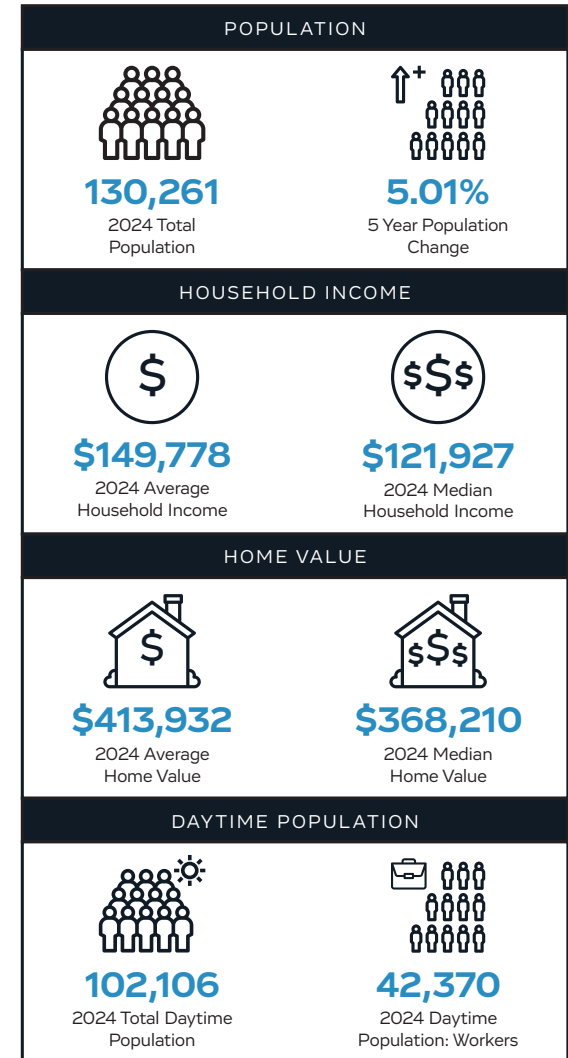 POPULATION
130,261
2024 Total
Population
5.01%
5 Year Population
Change
HOUSEHOLD INCOME
$
$149,778
2024 Average
Household Income
$$$
$121,927
2024 Median
Household Income
HOME VALUE
$
$413,932
2024 Average
Home Value
$$$
$368,210
2024 Median
Home Value
DAYTIME POPULATION
102,106
2024 Total Daytime
Population
42,370
2024 Daytime
Population: Workers